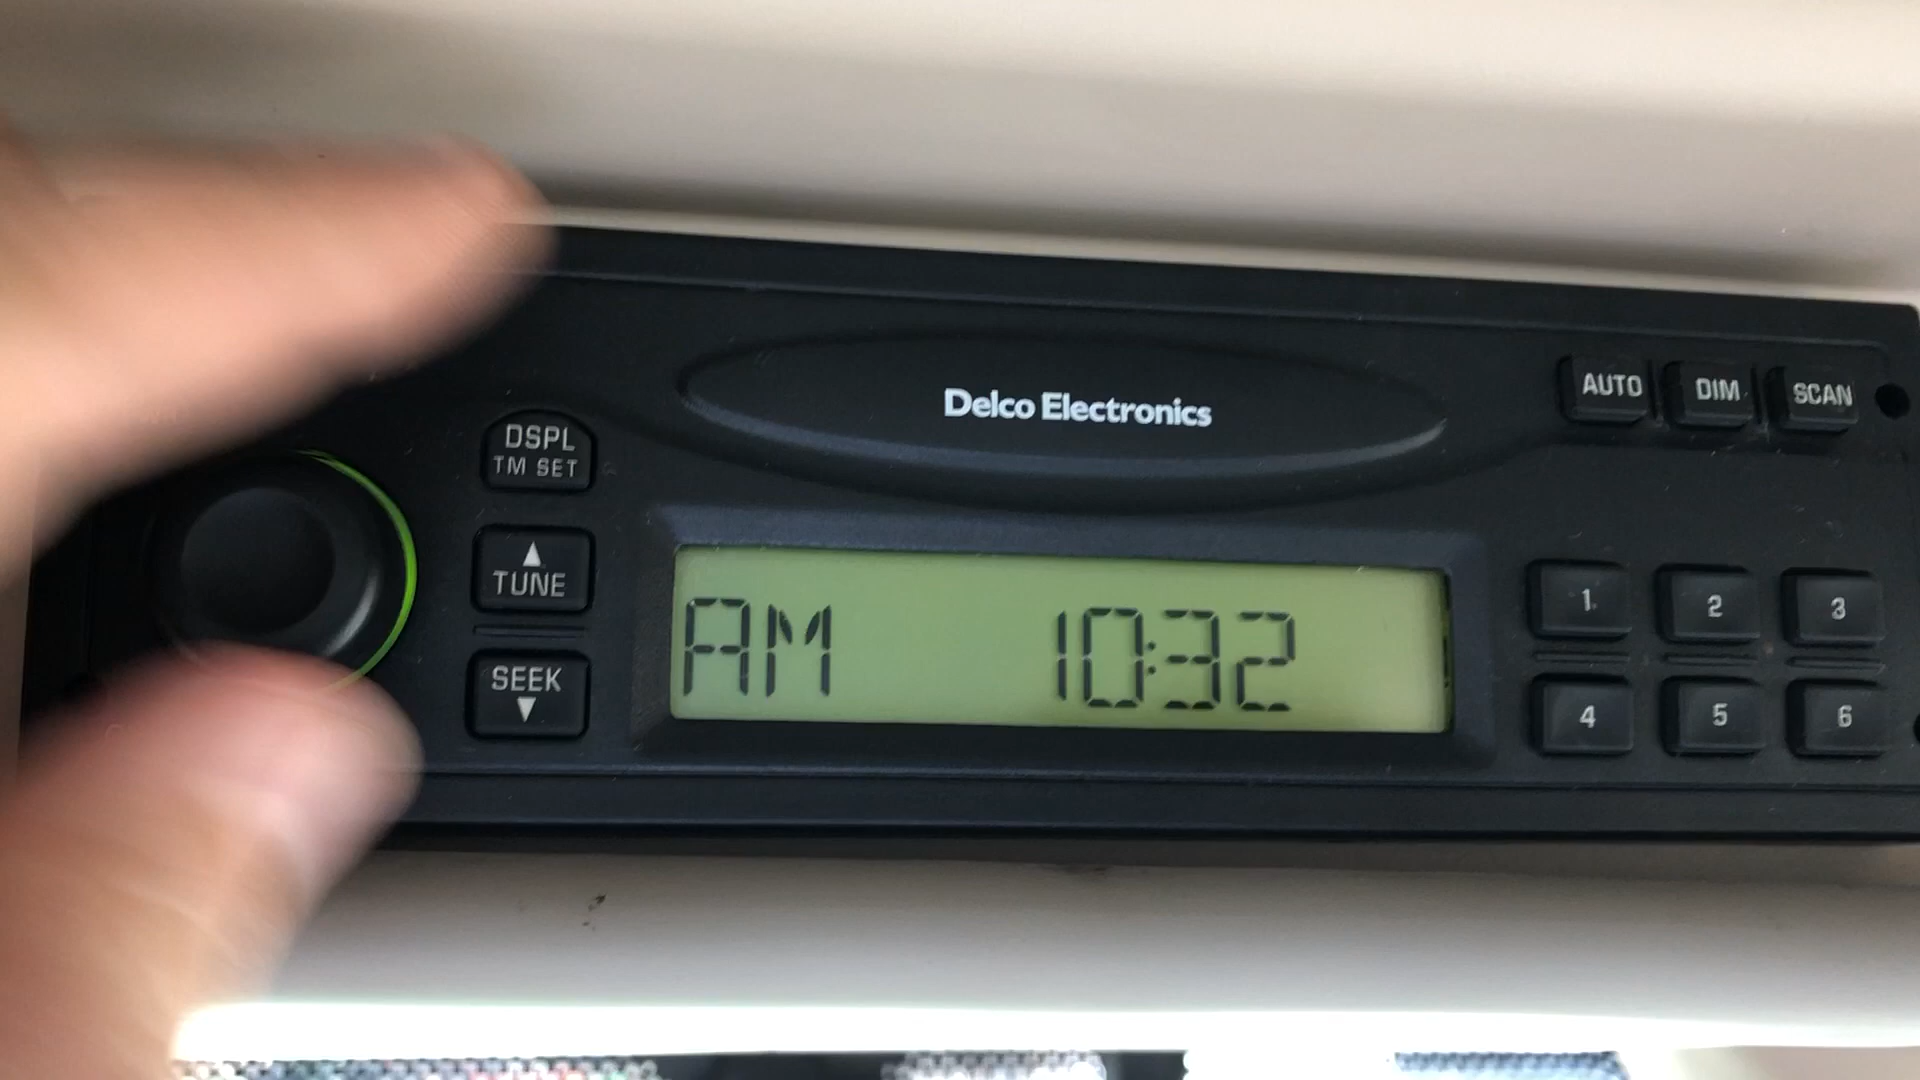 Delco Electronics
AUTO
DIM
SCAN
DSPL
TM SET
▲
TUNE
SEEK
▼
AM 10:32
1
2
3
4
5
6